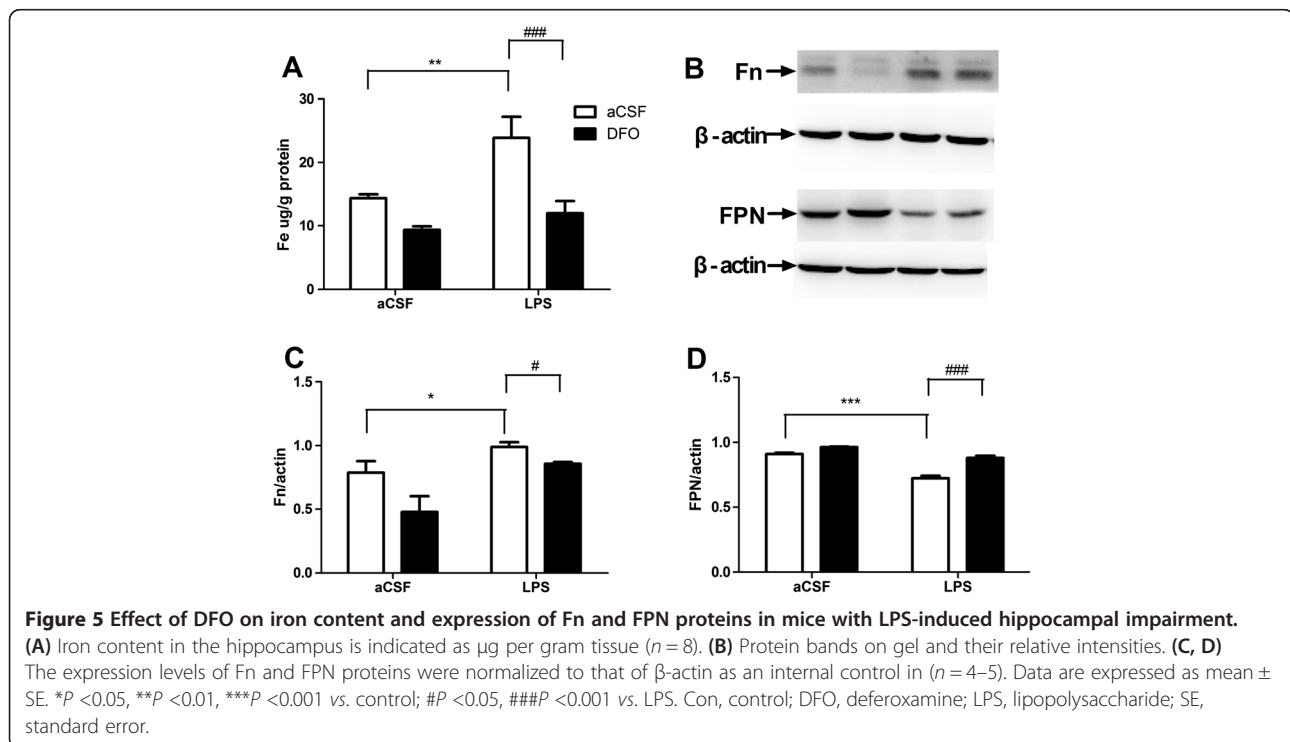 A
**
###
aCSF
DFO
Fe ug/g protein
30
20
10
0
aCSF
LPS
B
Fn
β-actin
FPN
β-actin
C
*
#
Fn/actin
1.5
1.0
0.5
0.0
aCSF
LPS
D
***
###
FPN/actin
1.5
1.0
0.5
0.0
aCSF
LPS
Figure 5 Effect of DFO on iron content and expression of Fn and FPN proteins in mice with LPS-induced hippocampal impairment.
(A) Iron content in the hippocampus is indicated as μg per gram tissue (n = 8). (B) Protein bands on gel and their relative intensities. (C, D)
The expression levels of Fn and FPN proteins were normalized to that of β-actin as an internal control in (n = 4–5). Data are expressed as mean ±
SE. *P <0.05, **P <0.01, ***P <0.001 vs. control; #P <0.05, ###P <0.001 vs. LPS. Con, control; DFO, deferoxamine; LPS, lipopolysaccharide; SE,
standard error.